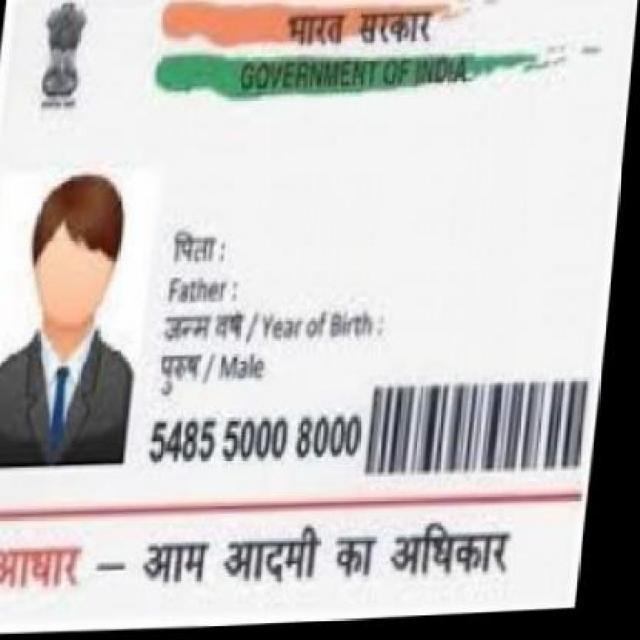 भारत सरकार
GOVERNMENT OF INDIA
पिता :
Father :
जन्म वर्ष / Year of Birth :
पुरुष / Male
5485 5000 8000
आधार – आम आदमी का अधिकार